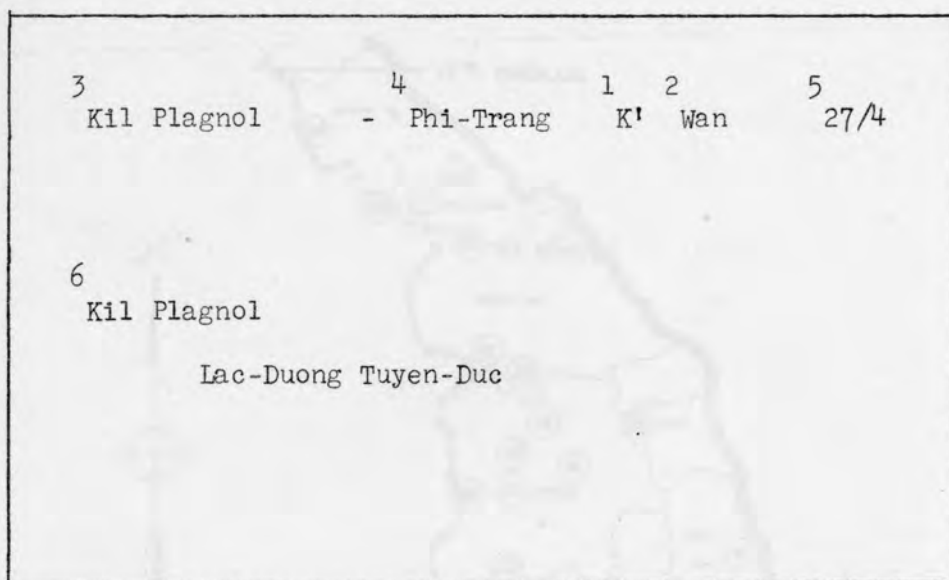 3 4 1 2 5
Kil Plagnol - Phi-Trang K' Wan 27/4
6
Kil Plagnol
Lac-Duong Tuyen-Duc